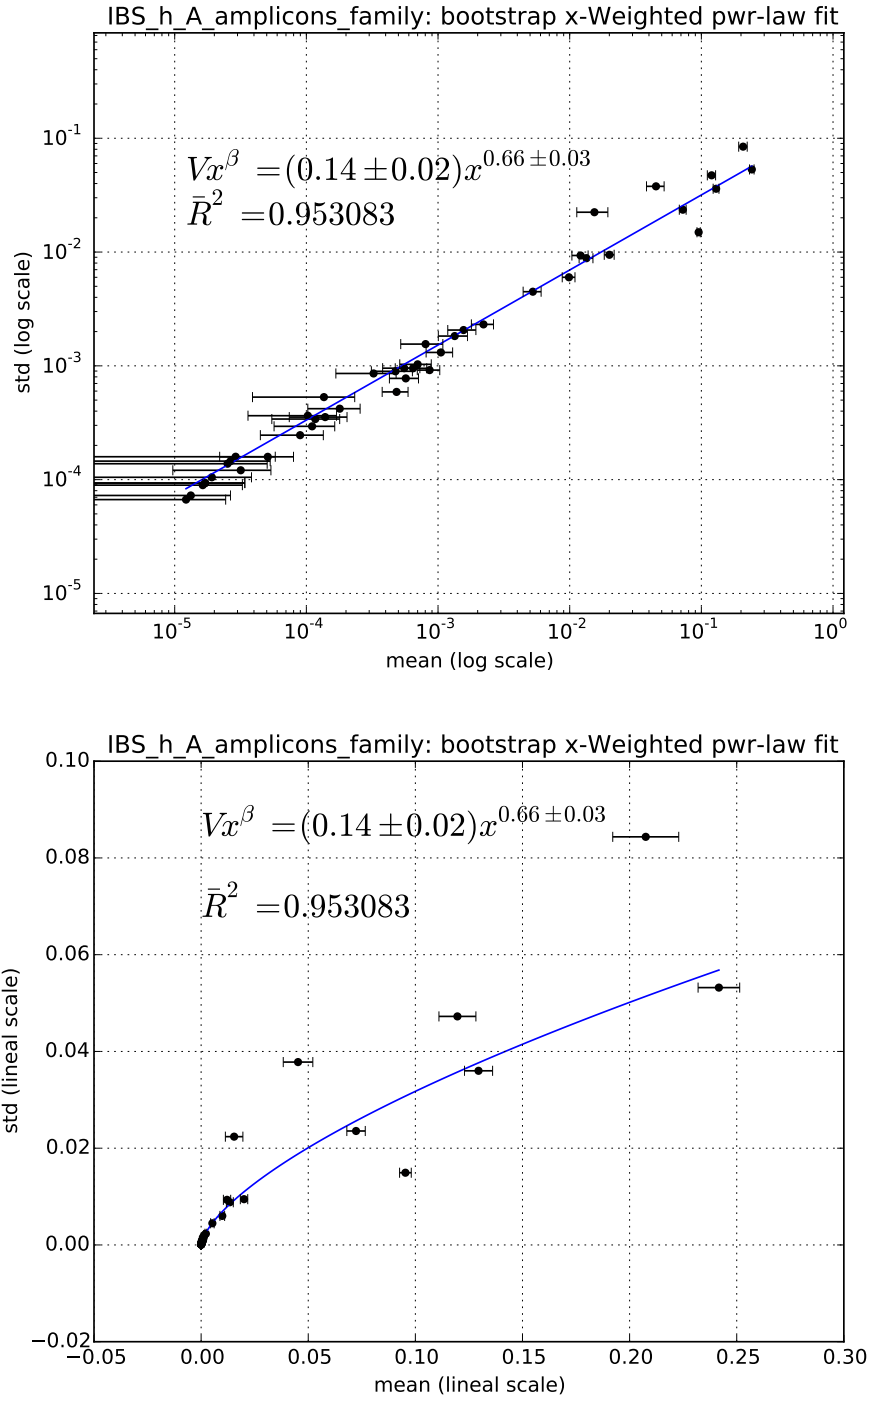 IBS_h_A_amplicons_family: bootstrap x-Weighted pwr-law fit
10⁻¹
10⁻²
10⁻³
10⁻⁴
10⁻⁵
std (log scale)
Vx^β =(0.14±0.02)x^0.66±0.03
R̄² =0.953083
10⁻⁵ 10⁻⁴ 10⁻³ 10⁻² 10⁻¹ 10⁰
mean (log scale)
IBS_h_A_amplicons_family: bootstrap x-Weighted pwr-law fit
0.10
0.08
0.06
0.04
0.02
0.00
−0.02
std (lineal scale)
Vx^β =(0.14±0.02)x^0.66±0.03
R̄² =0.953083
−0.05 0.00 0.05 0.10 0.15 0.20 0.25 0.30
mean (lineal scale)